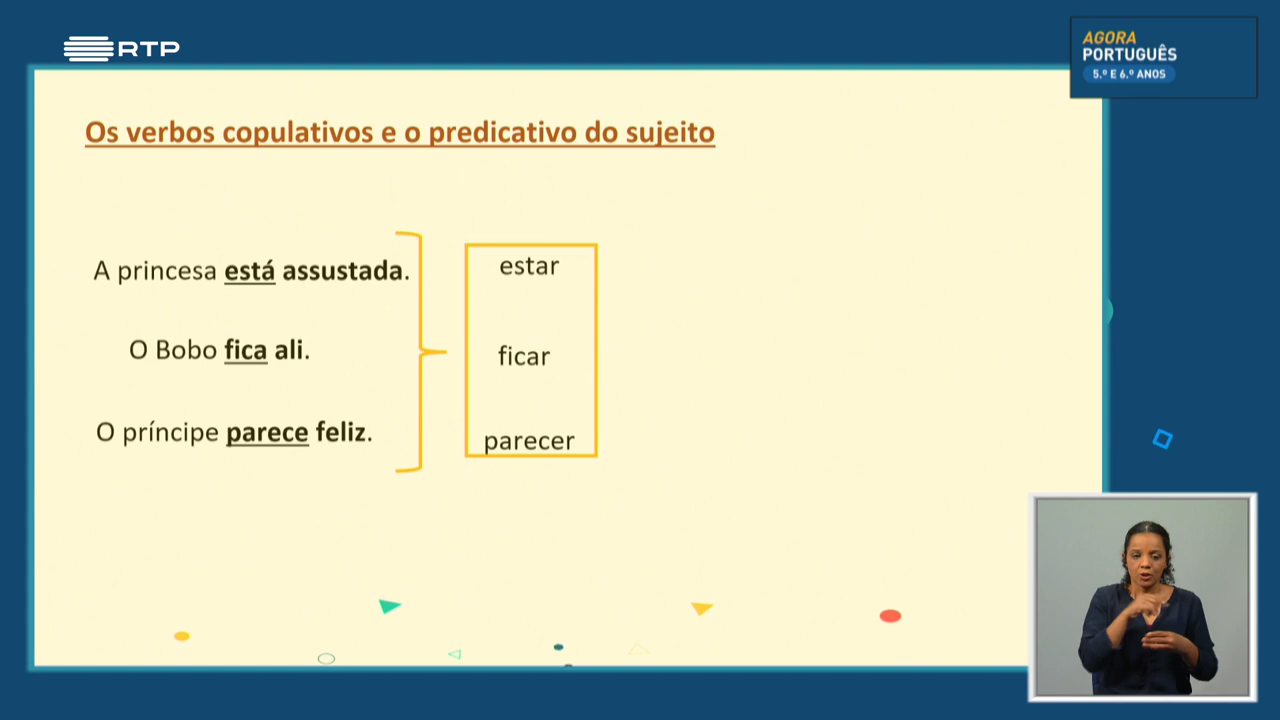 RTP
AGORA
PORTUGUÊS
5.º E 6.º ANOS
Os verbos copulativos e o predicativo do sujeito
A princesa está assustada.
O Bobo fica ali.
O príncipe parece feliz.
estar
ficar
parecer